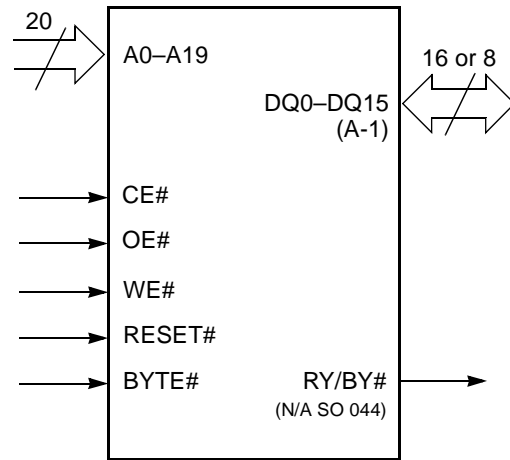 20
A0–A19
16 or 8
DQ0–DQ15
(A-1)
CE#
OE#
WE#
RESET#
BYTE#
RY/BY#
(N/A SO 044)